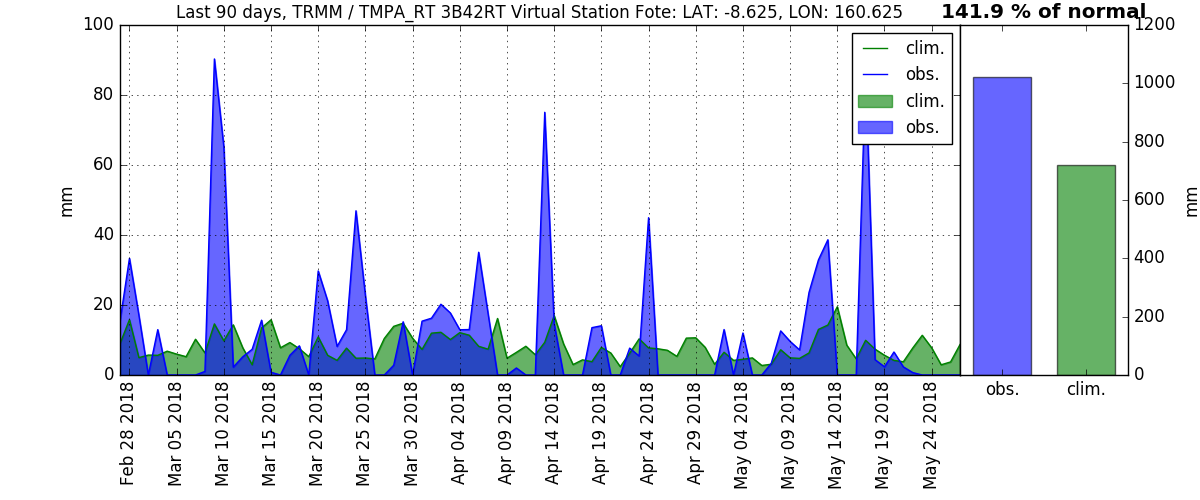 Last 90 days, TRMM / TMPA_RT 3B42RT Virtual Station Fote: LAT: -8.625, LON: 160.625
141.9 % of normal
100
80
60
40
20
0
mm
clim.
obs.
clim.
obs.
Feb 28 2018
Mar 05 2018
Mar 10 2018
Mar 15 2018
Mar 20 2018
Mar 25 2018
Mar 30 2018
Apr 04 2018
Apr 09 2018
Apr 14 2018
Apr 19 2018
Apr 24 2018
Apr 29 2018
May 04 2018
May 09 2018
May 14 2018
May 19 2018
May 24 2018
1200
1000
800
600
400
200
0
mm
obs.
clim.